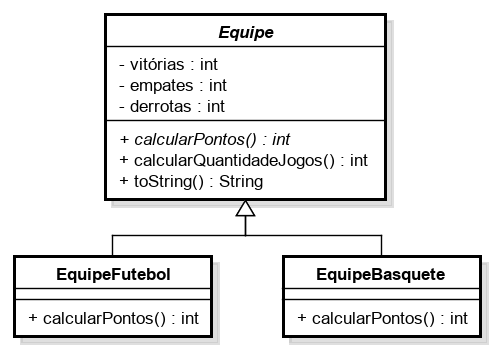 Equipe
- vitórias : int
- empates : int
- derrotas : int
+ calcularPontos() : int
+ calcularQuantidadeJogos() : int
+ toString() : String
EquipeFutebol
+ calcularPontos() : int
EquipeBasquete
+ calcularPontos() : int